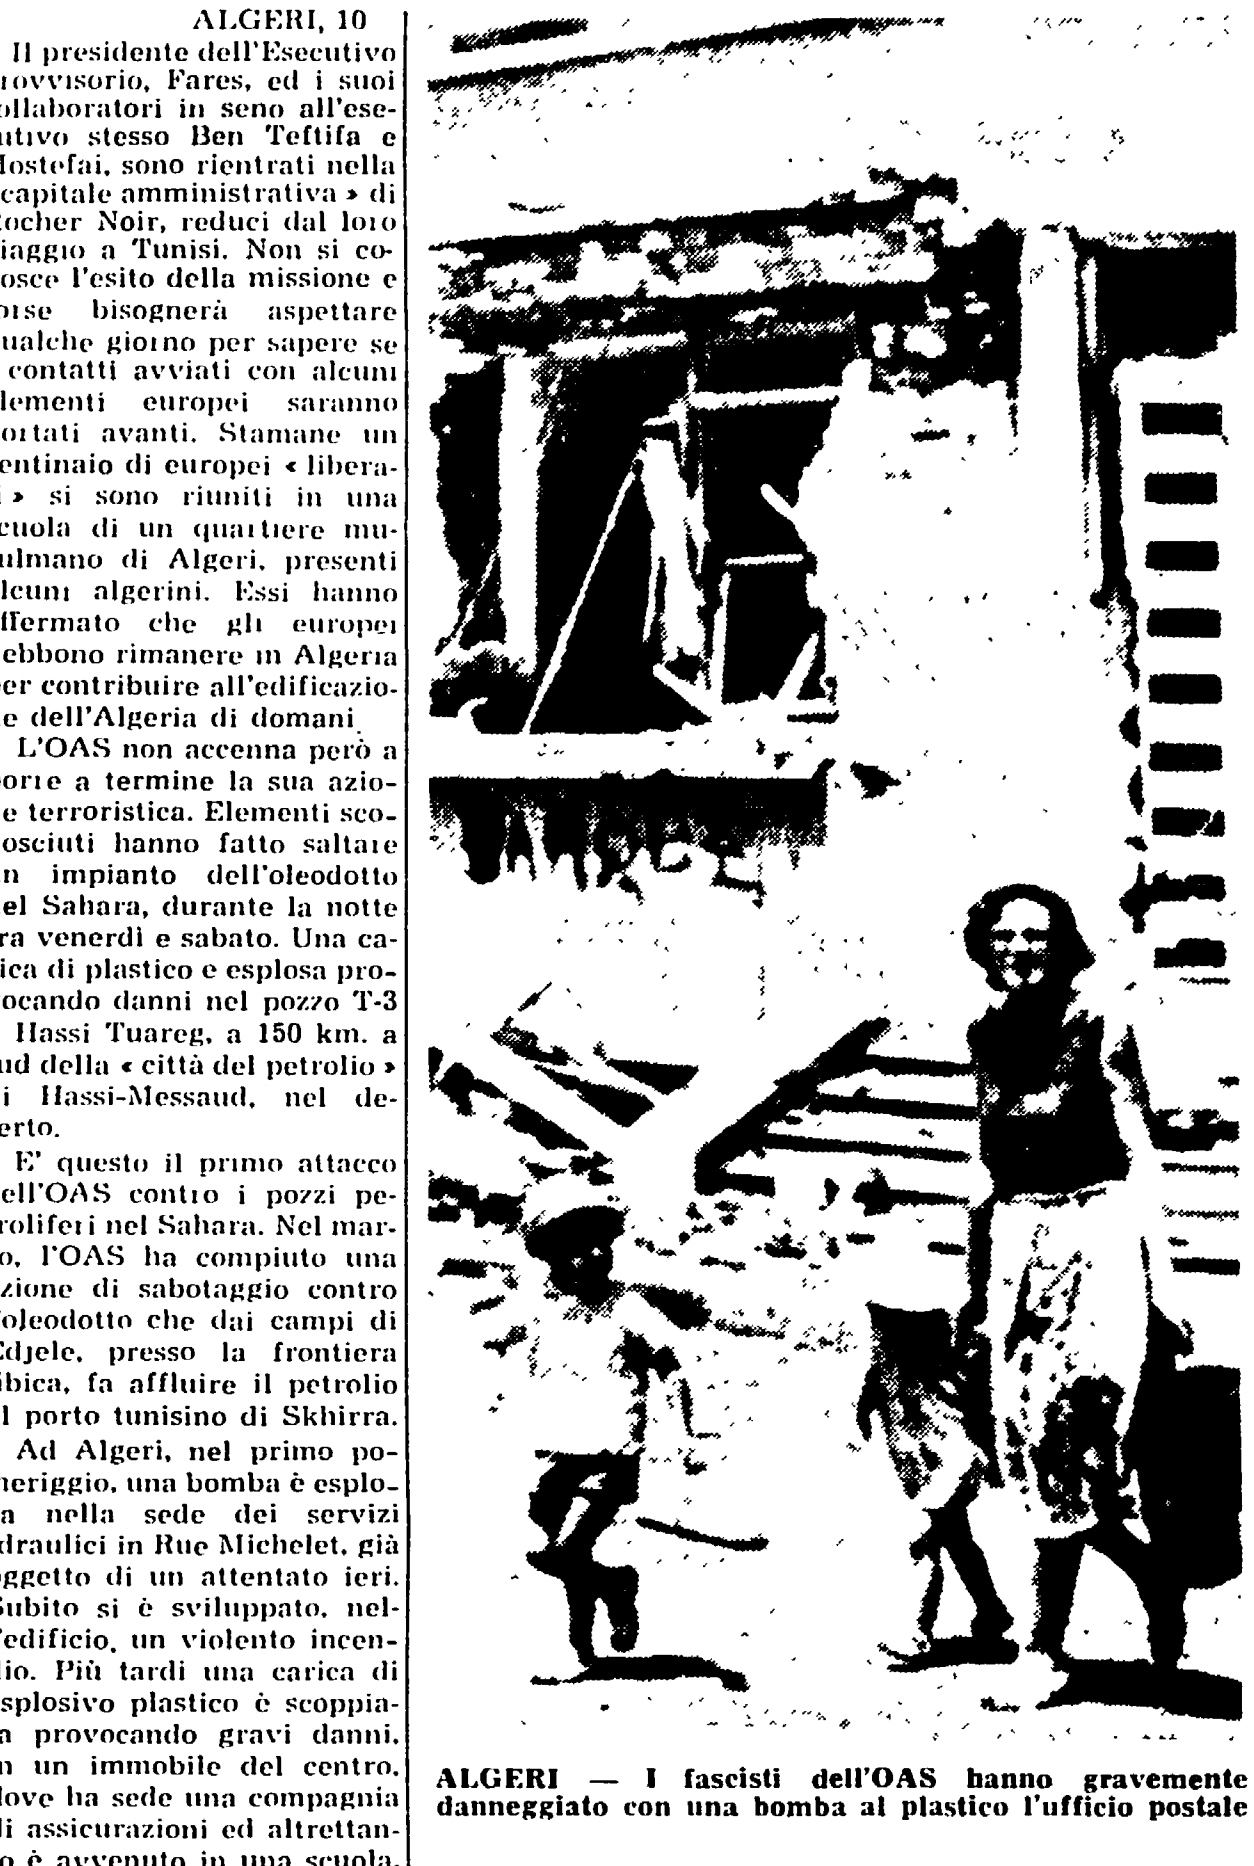 ALGERI, 10
Il presidente dell'Esecutivo
rovvisorio, Fares, ed i suoi
ollaboratori in seno all'ese-
utivo stesso Ben Teftifa e
Mostefai, sono rientrati nella
capitale amministrativa » di
Rocher Noir, reduci dal loro
iaggio a Tunisi. Non si co-
osce l'esito della missione e
orse bisognerà aspettare
ualche giorno per sapere se
contatti avviati con alcuni
lementi europei saranno
ortati avanti. Stamane un
entinaio di europei « libera-
i » si sono riuniti in una
cuola di un quartiere mu-
ulmano di Algeri, presenti
lcuni algerini. Essi hanno
ffermato che gli europei
ebbono rimanere in Algeria
er contribuire all'edificazio-
e dell'Algeria di domani.
L'OAS non accenna però a
orre a termine la sua azio-
e terroristica. Elementi sco-
osciuti hanno fatto saltare
n impianto dell'oleodotto
el Sahara, durante la notte
ra venerdì e sabato. Una ca-
ica di plastico e esplosa pro-
ocando danni nel pozzo T-3
Hassi Tuareg, a 150 km. a
ud della « città del petrolio »
i Hassi-Messaud, nel de-
erto.
E' questo il primo attacco
ell'OAS contro i pozzi pe-
roliferi nel Sahara. Nel mar-
o, l'OAS ha compiuto una
zione di sabotaggio contro
'oleodotto che dai campi di
Edjele, presso la frontiera
ibica, fa affluire il petrolio
l porto tunisino di Skhirra.
Ad Algeri, nel primo po-
eriggio, una bomba è esplo-
a nella sede dei servizi
draulici in Rue Michelet, già
ggetto di un attentato ieri.
Subito si è sviluppato, nel-
'edificio, un violento incen-
dio. Più tardi una carica di
splosivo plastico è scoppia-
a provocando gravi danni,
n un immobile del centro,
dove ha sede una compagnia
di assicurazioni ed altrettan-
o è avvenuto in una scuola.
ALGERI — I fascisti dell'OAS hanno gravemente
danneggiato con una bomba al plastico l'ufficio postale